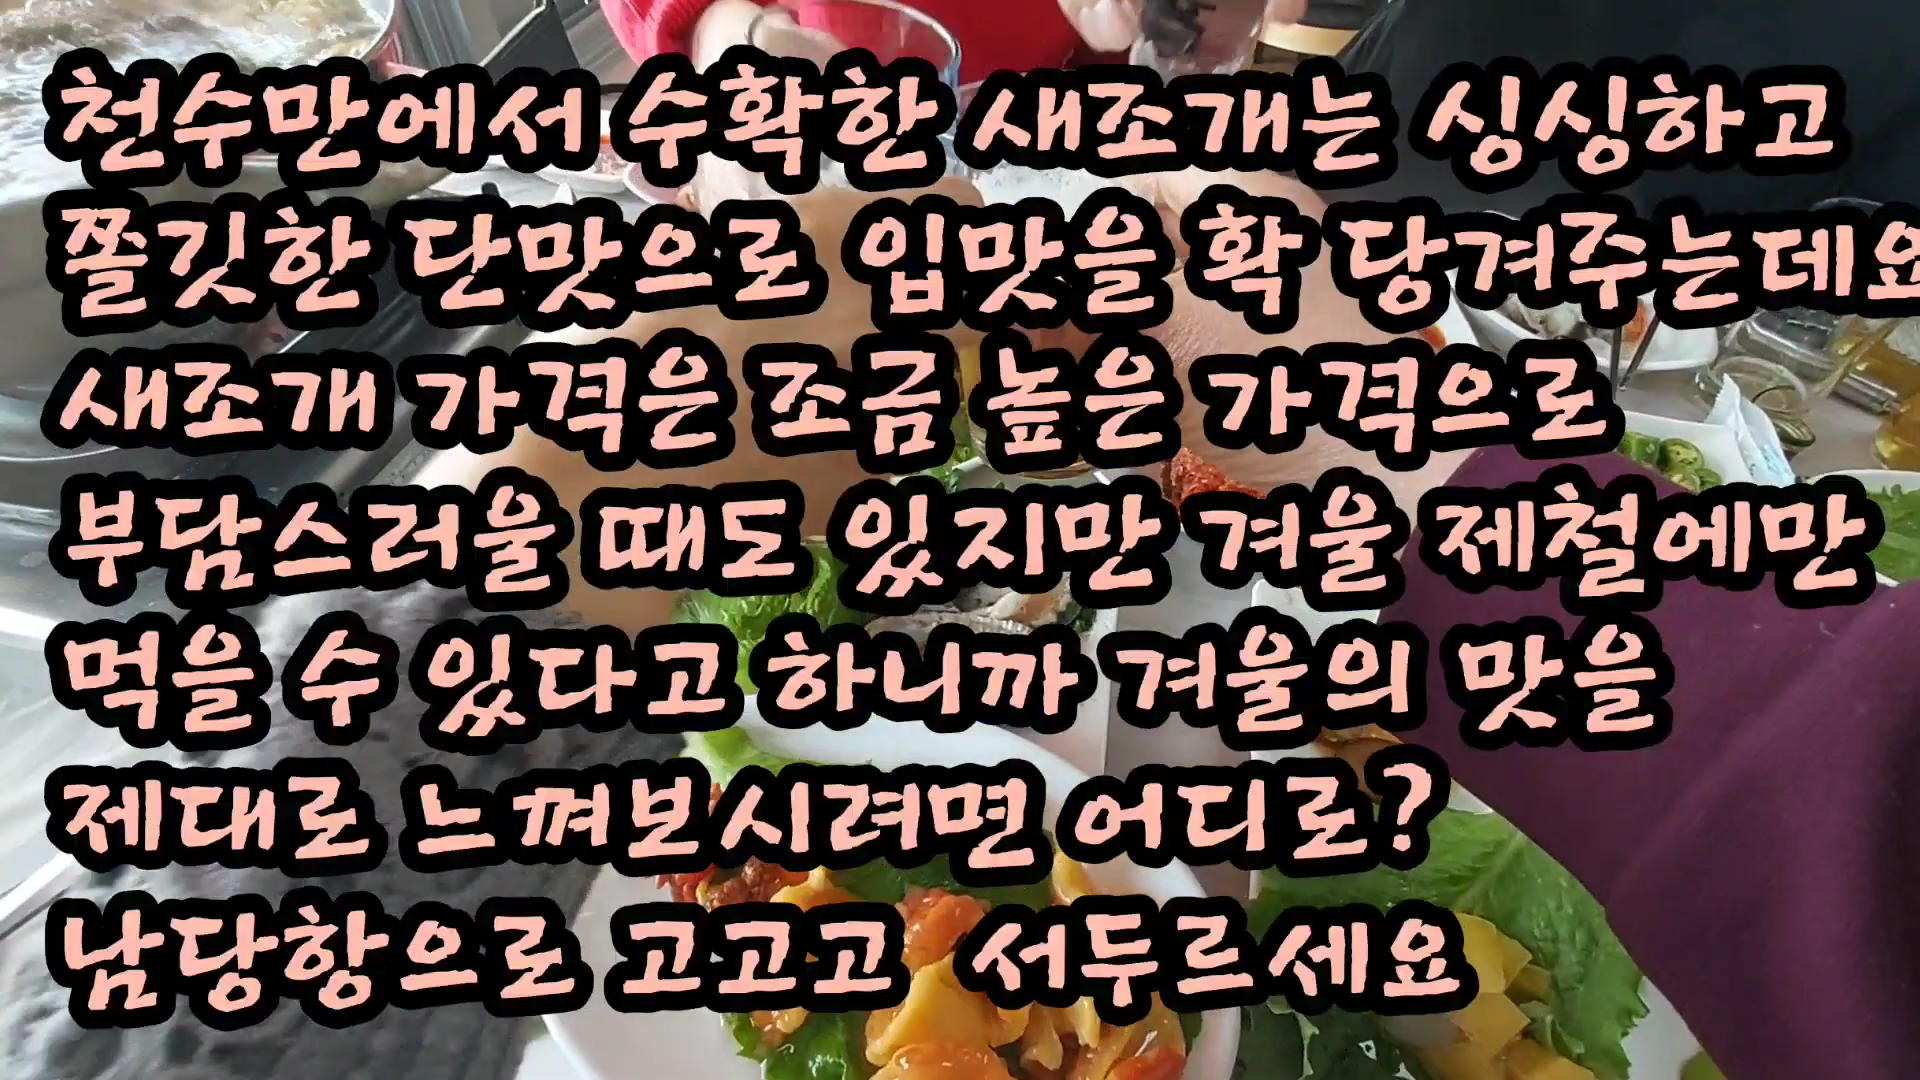 천수만에서 수확한 새조개는 싱싱하고
쫄깃한 단맛으로 입맛을 확 당겨주는데요
새조개 가격은 조금 높은 가격으로
부담스러울 때도 있지만 겨울 제철에만
먹을 수 있다고 하니까 겨울의 맛을
제대로 느껴보시려면 어디로?
남당항으로 고고고 서두르세요